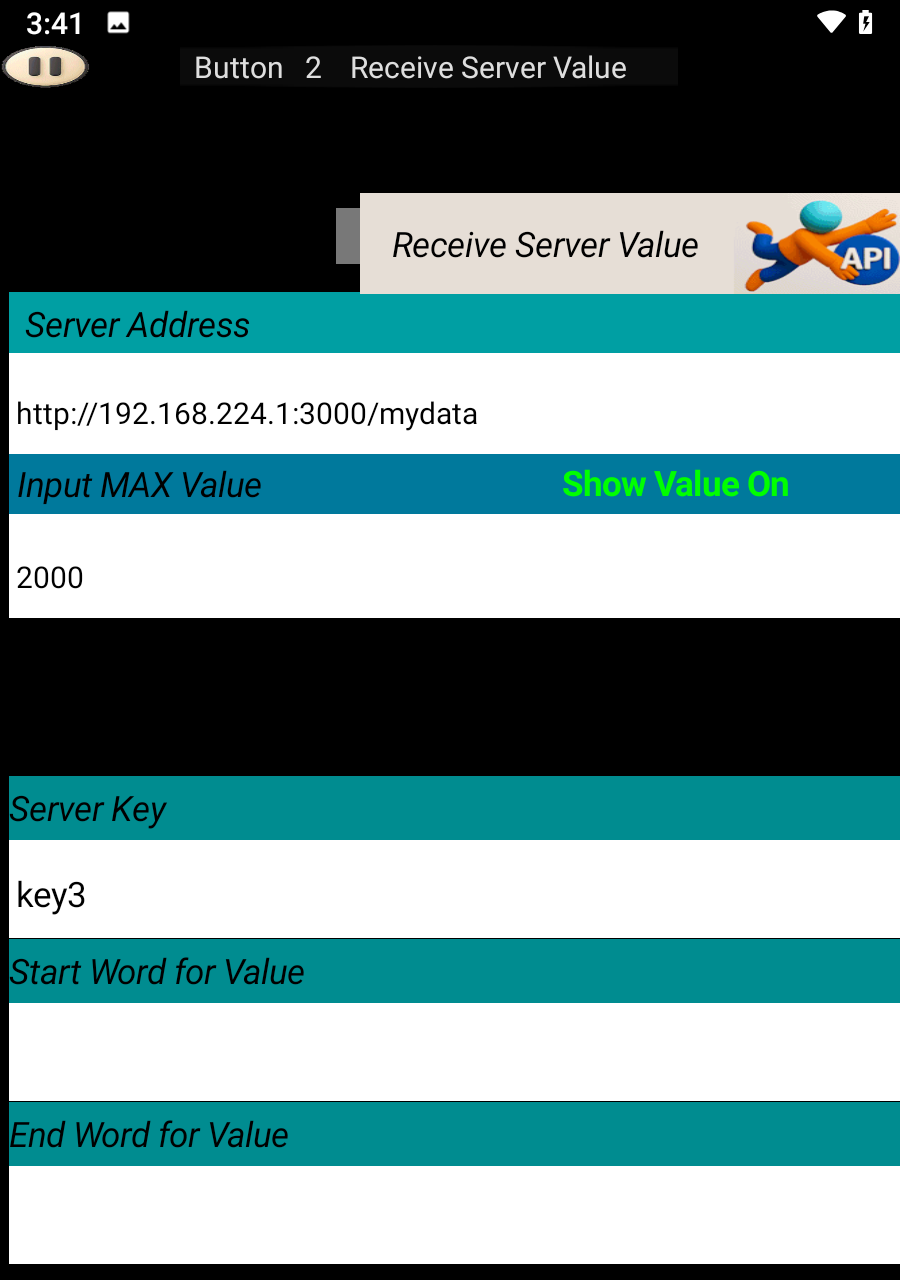 3:41
Button 2 Receive Server Value
Receive Server Value
API
Server Address
http://192.168.224.1:3000/mydata
Input MAX Value Show Value On
2000
Server Key
key3
Start Word for Value
End Word for Value